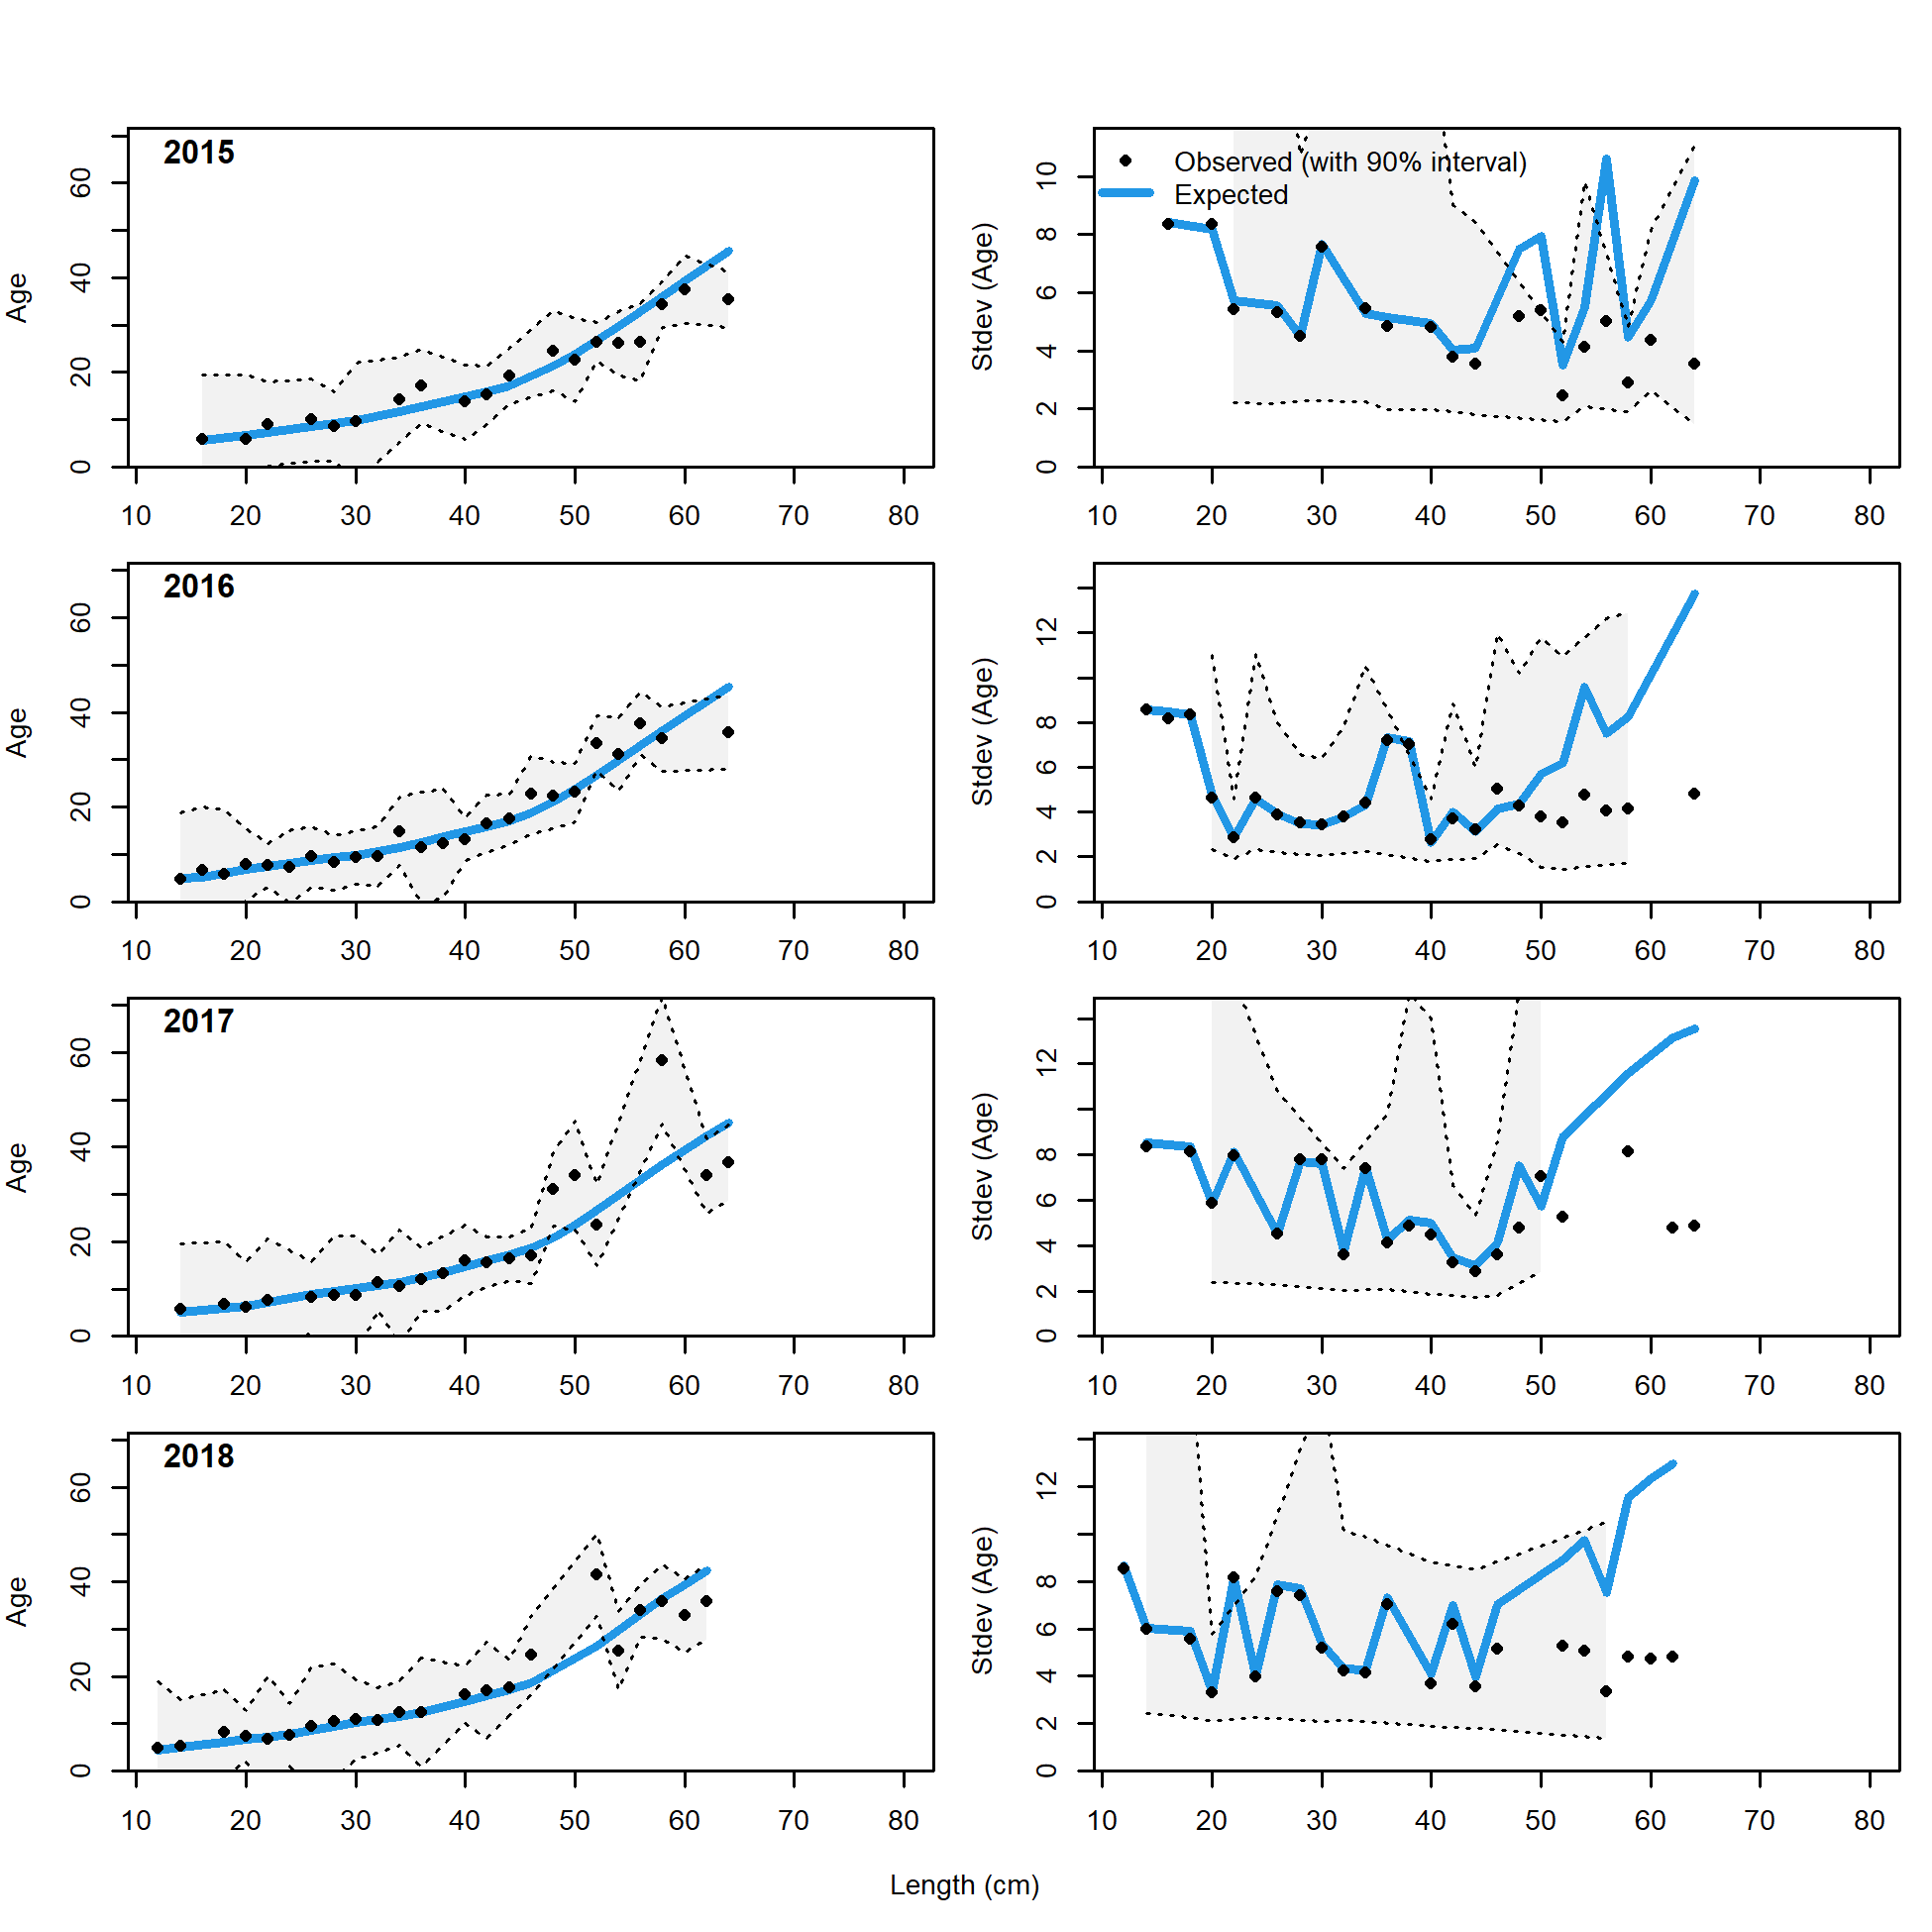 2015
Age
0 20 40 60
10 20 30 40 50 60 70 80
Observed (with 90% interval)
Expected
Stdev (Age)
0 2 4 6 8 10
10 20 30 40 50 60 70 80
2016
Age
0 20 40 60
10 20 30 40 50 60 70 80
Stdev (Age)
0 2 4 6 8 12
10 20 30 40 50 60 70 80
2017
Age
0 20 40 60
10 20 30 40 50 60 70 80
Stdev (Age)
0 2 4 6 8 12
10 20 30 40 50 60 70 80
2018
Age
0 20 40 60
10 20 30 40 50 60 70 80
Stdev (Age)
0 2 4 6 8 12
10 20 30 40 50 60 70 80
Length (cm)